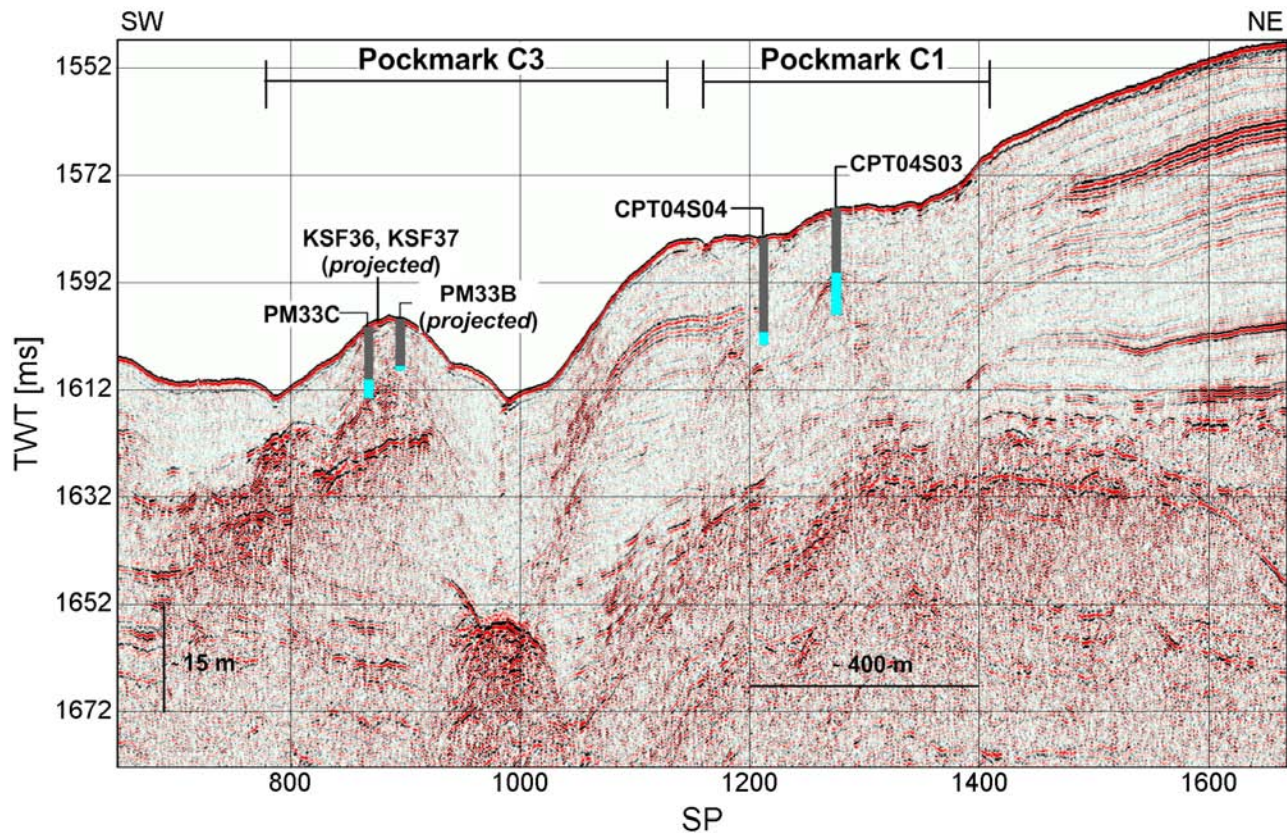 SW
NE
Pockmark C3
Pockmark C1
1552
1572
1592
1612
1632
1652
1672
TWT [ms]
CPT04S03
CPT04S04
KSF36, KSF37
(projected)
PM33C
PM33B
(projected)
~15 m
~400 m
800
1000
1200
1400
1600
SP